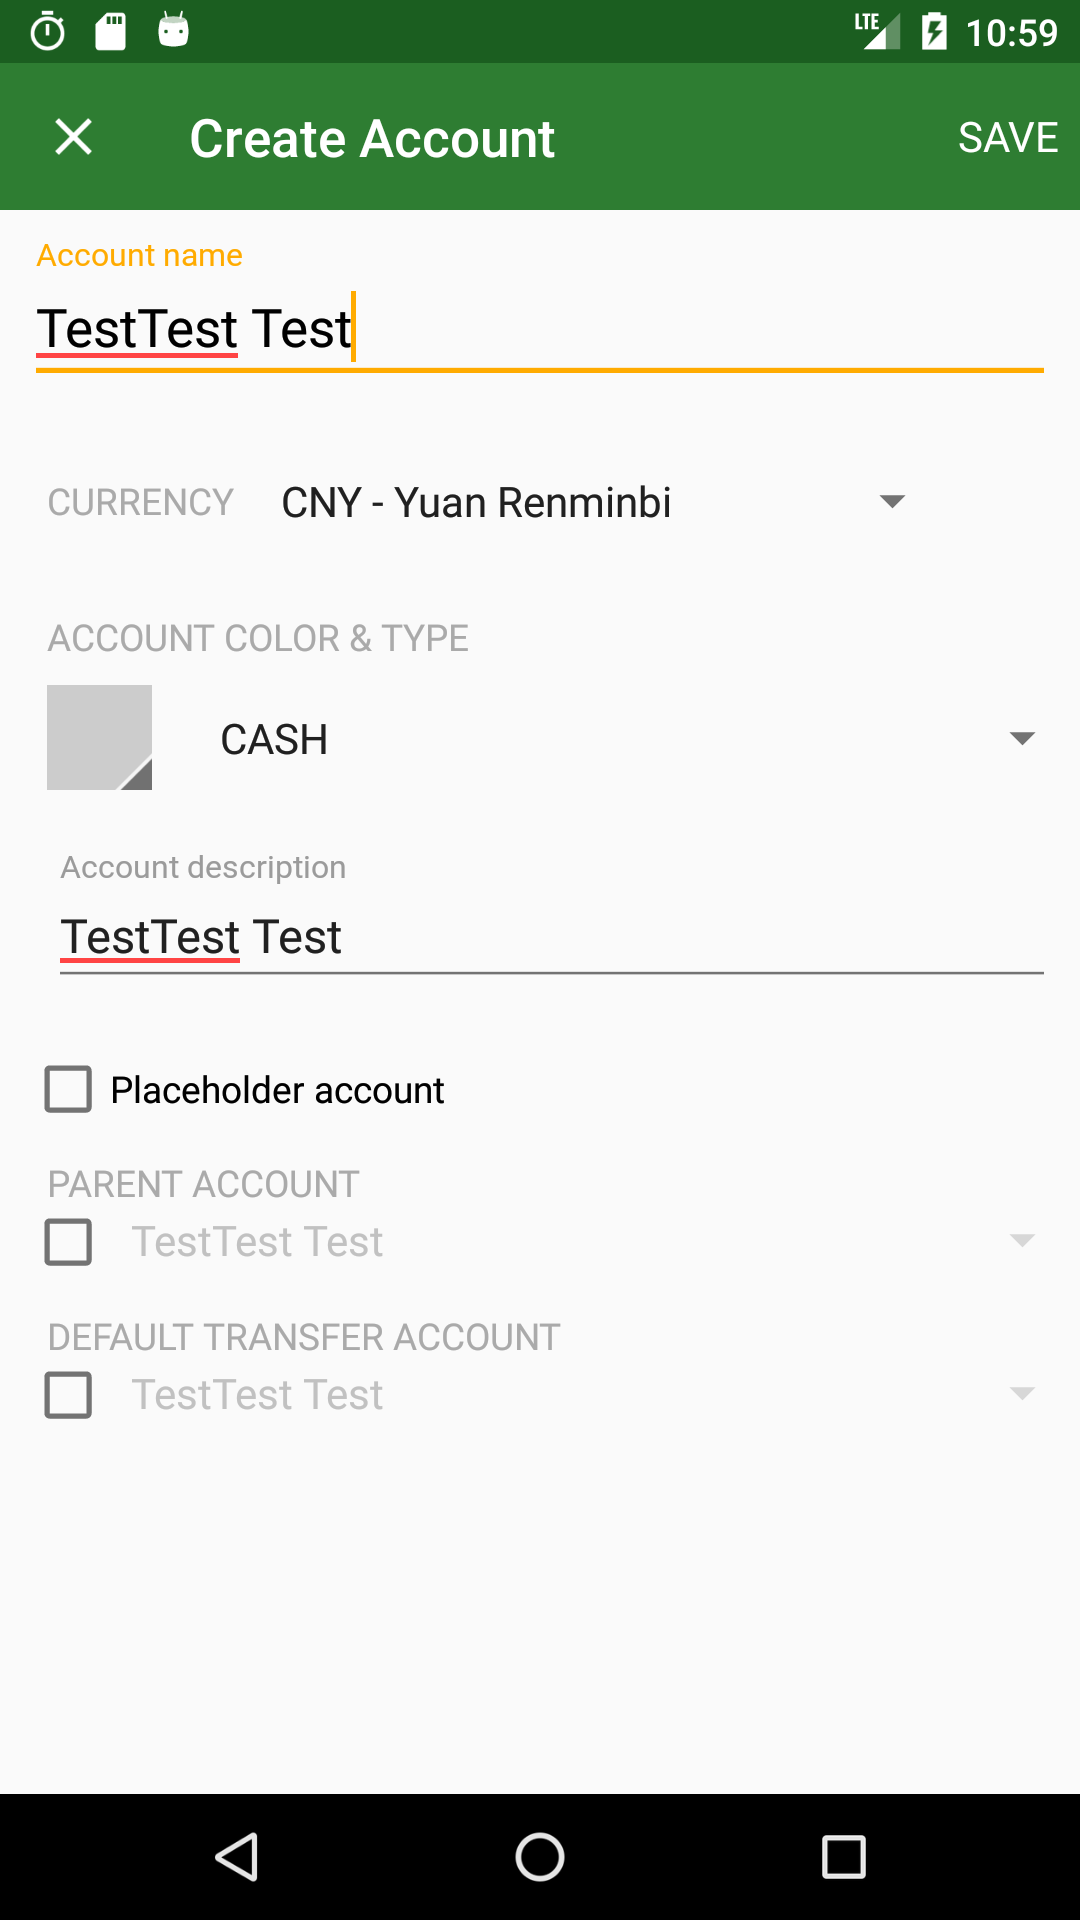 LTE 10:59
Create Account SAVE
Account name
TestTest Test
CURRENCY CNY - Yuan Renminbi
ACCOUNT COLOR & TYPE
CASH
Account description
TestTest Test
Placeholder account
PARENT ACCOUNT
TestTest Test
DEFAULT TRANSFER ACCOUNT
TestTest Test